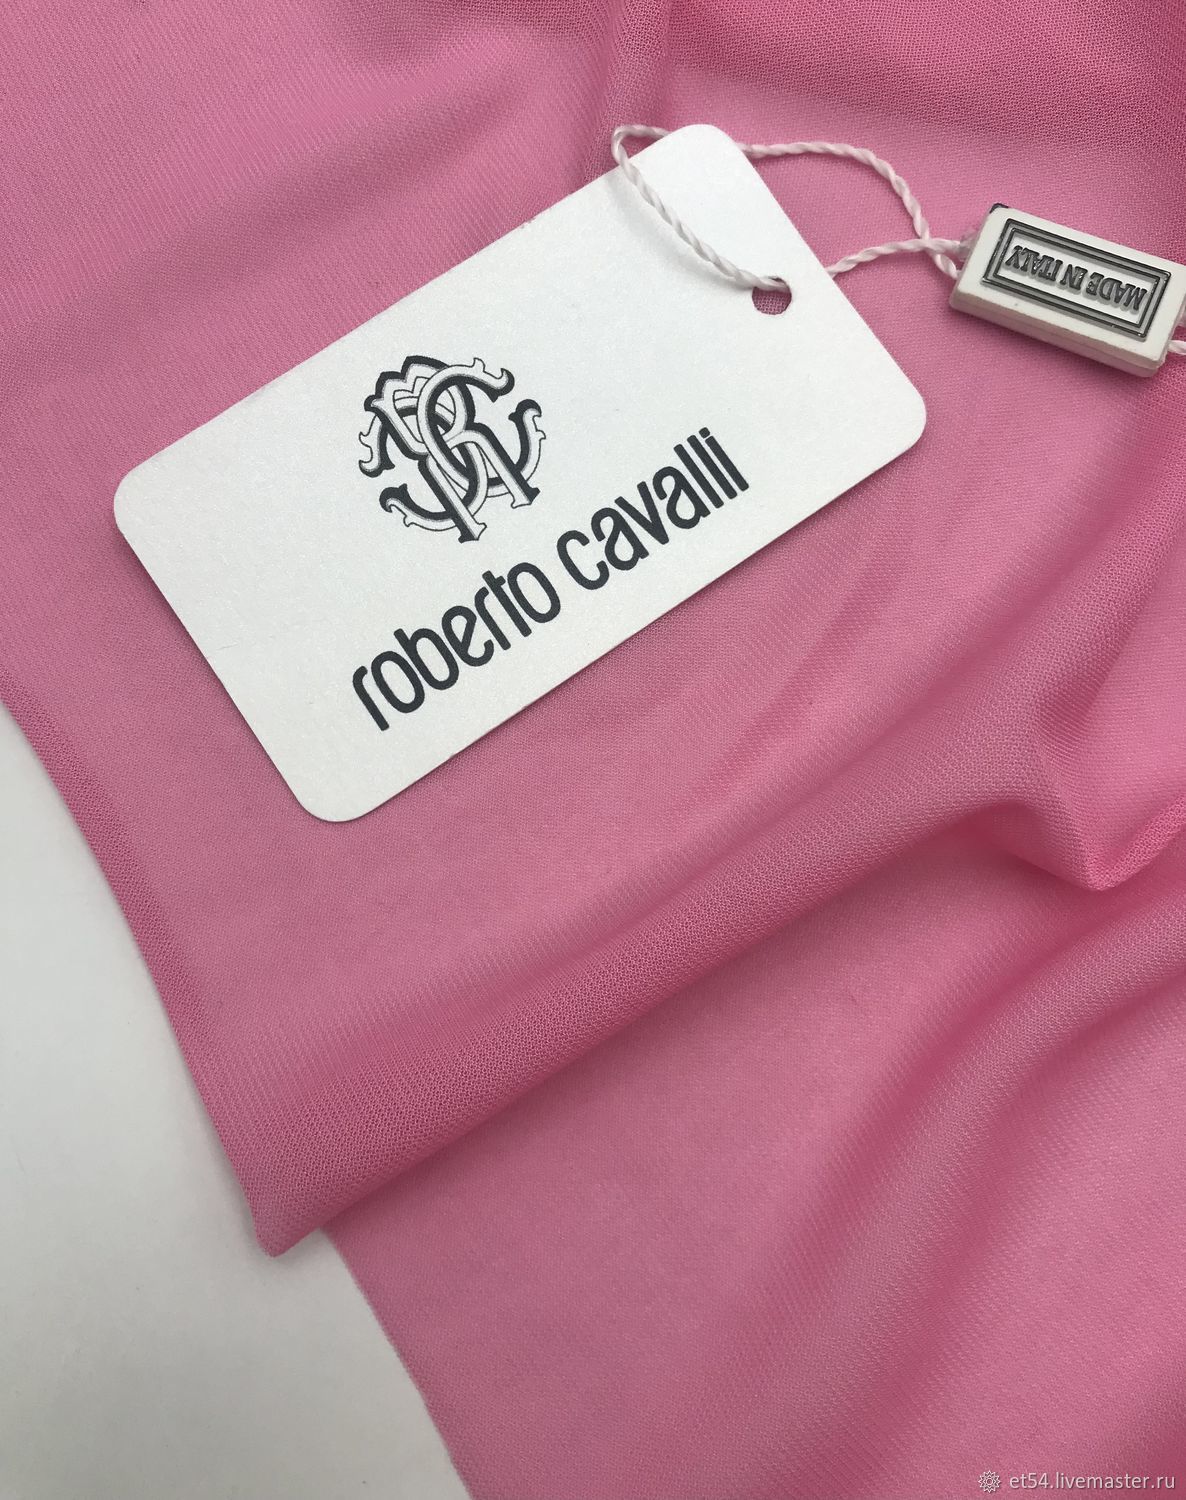 roberto cavalli
MADE IN ITALY
et54.livemaster.ru